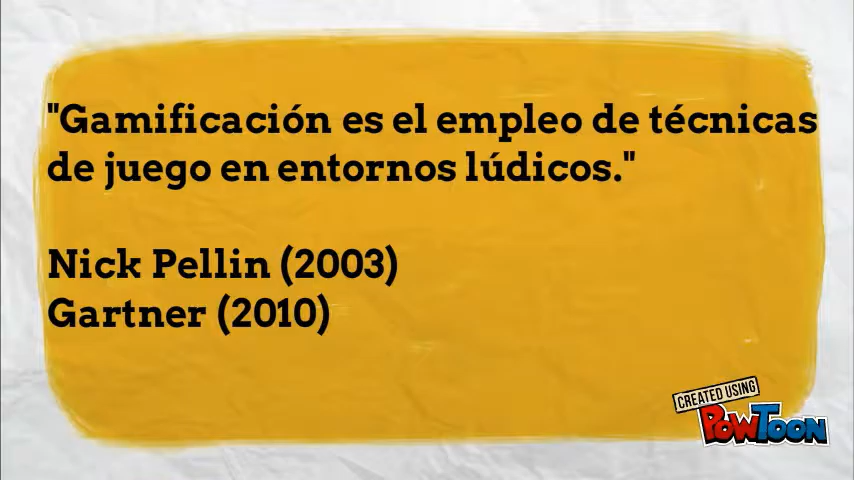 "Gamificación es el empleo de técnicas
de juego en entornos lúdicos."
Nick Pellin (2003)
Gartner (2010)
CREATED USING
POWTOON